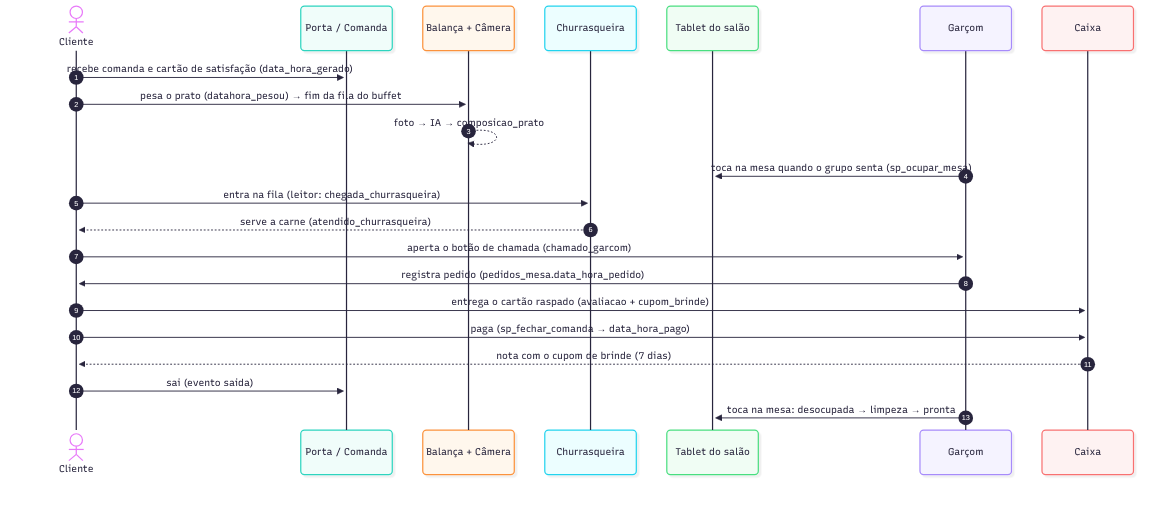 Cliente
Porta / Comanda
Balança + Câmera
Churrasqueira
Tablet do salão
Garçom
Caixa
recebe comanda e cartão de satisfação (data_hora_gerado)
1
pesa o prato (datahora_pesou) → fim da fila do buffet
2
foto → IA → composicao_prato
3
toca na mesa quando o grupo senta (sp_ocupar_mesa)
4
entra na fila (leitor: chegada_churrasqueira)
5
serve a carne (atendido_churrasqueira)
6
aperta o botão de chamada (chamado_garcom)
7
registra pedido (pedidos_mesa.data_hora_pedido)
8
entrega o cartão raspado (avaliacao + cupom_brinde)
9
paga (sp_fechar_comanda → data_hora_pago)
10
nota com o cupom de brinde (7 dias)
11
sai (evento saida)
12
toca na mesa: desocupada → limpeza → pronta
13
Cliente
Porta / Comanda
Balança + Câmera
Churrasqueira
Tablet do salão
Garçom
Caixa